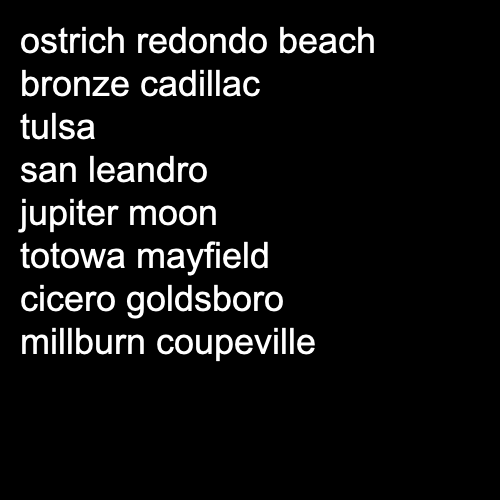 ostrich redondo beach
bronze cadillac
tulsa
san leandro
jupiter moon
totowa mayfield
cicero goldsboro
millburn coupeville